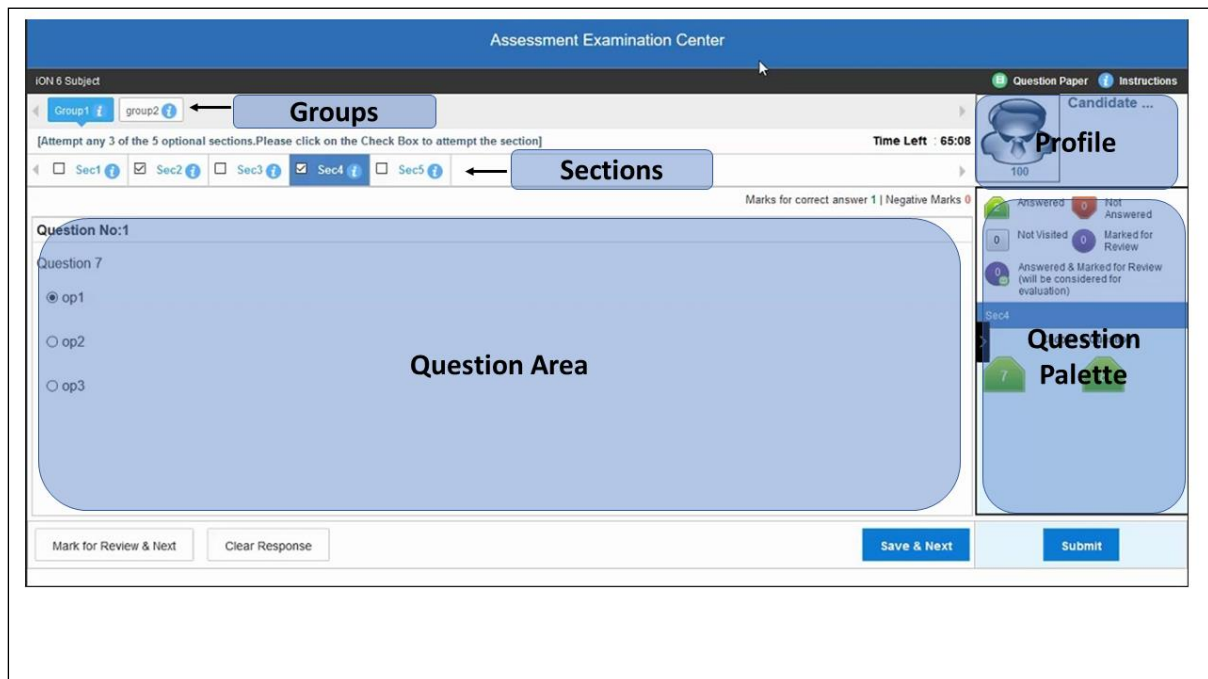 Assessment Examination Center
iON 6 Subject
Question Paper Instructions
Group1 group2
Groups
Candidate ...
[Attempt any 3 of the 5 optional sections.Please click on the Check Box to attempt the section]
Time Left : 65:08
Profile
100
Sec1 Sec2 Sec3 Sec4 Sec5
Sections
Marks for correct answer 1 | Negative Marks 0
2 Answered 0 Not Answered
0 Not Visited 0 Marked for Review
0 Answered & Marked for Review (will be considered for evaluation)
Sec4
Question Palette
7
Question No:1
Question 7
op1
op2
op3
Question Area
Mark for Review & Next Clear Response Save & Next Submit